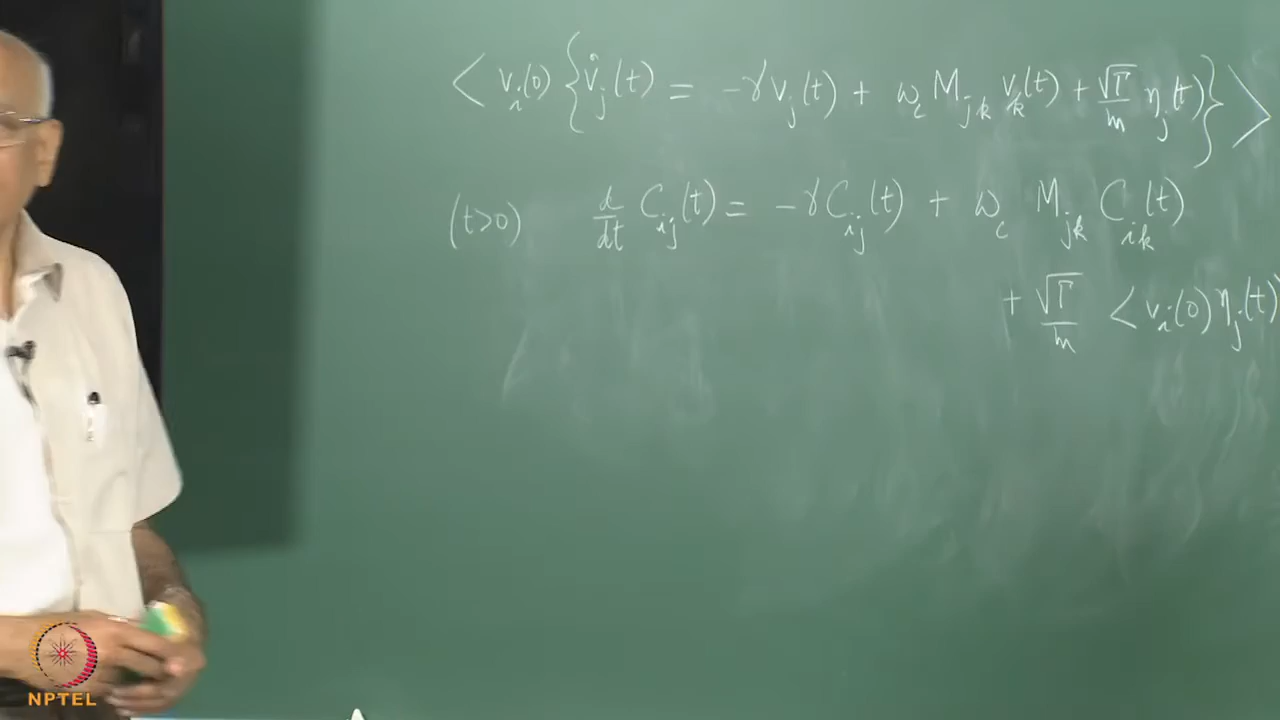 < v_i(0) { v̇_j(t) = -γ v_j(t) + ω_c M_jk v_k(t) + √Γ/m η_j(t) } >
(t>0) d/dt C_ij(t) = -γ C_ij(t) + ω_c M_jk C_ik(t)
+ √Γ/m < v_i(0) η_j(t) >
NPTEL